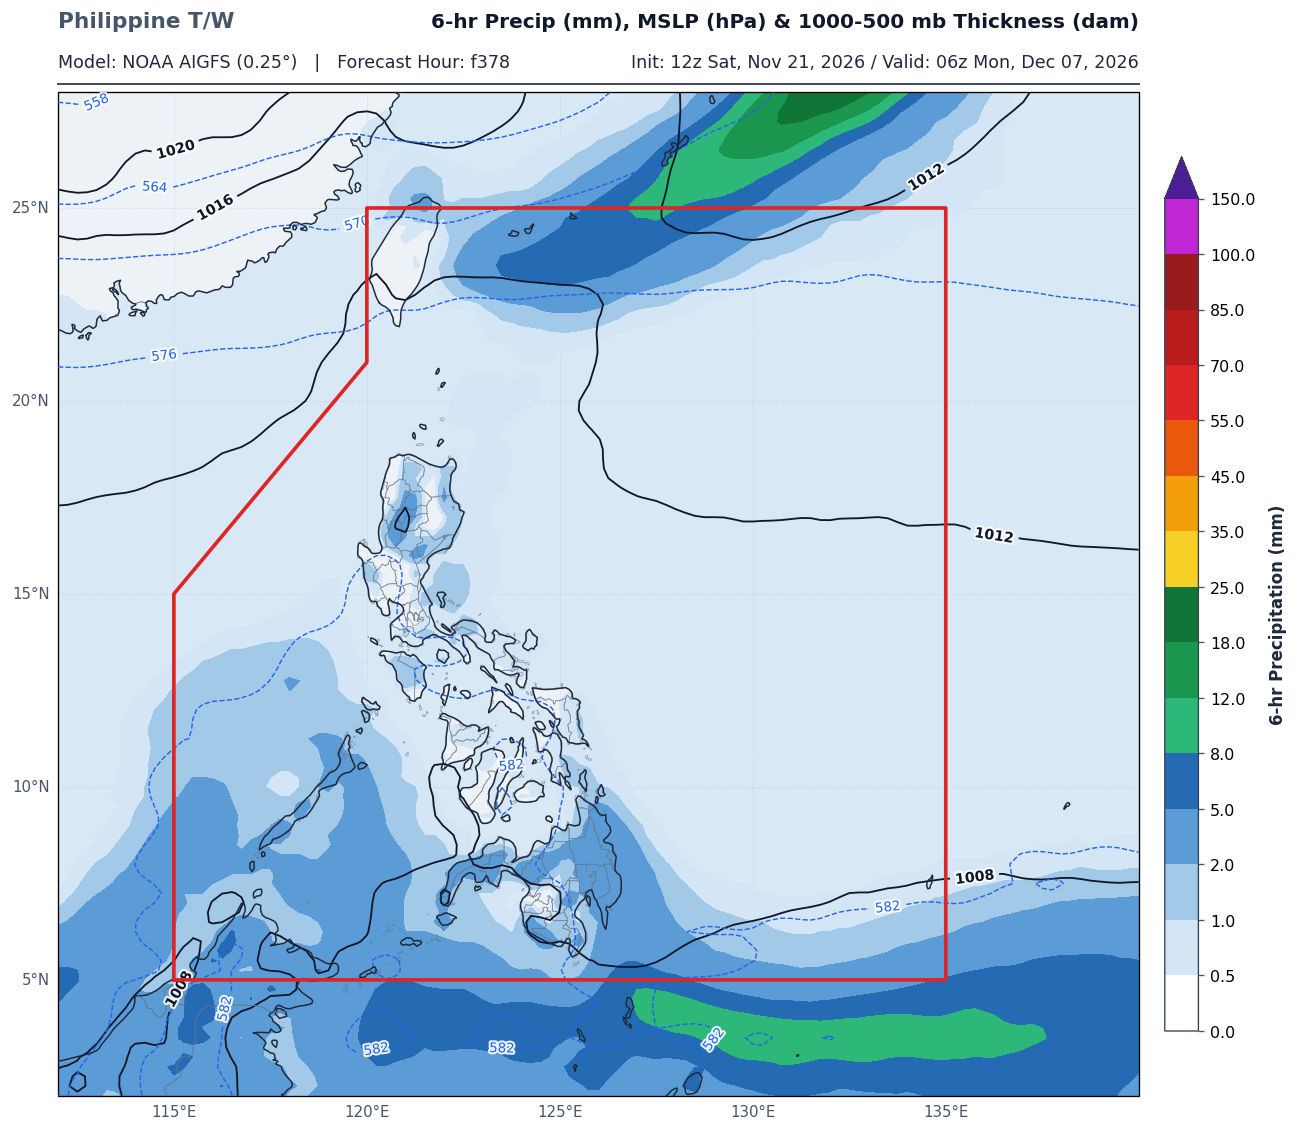 Philippine T/W
6-hr Precip (mm), MSLP (hPa) & 1000-500 mb Thickness (dam)
Model: NOAA AIGFS (0.25°) | Forecast Hour: f378
Init: 12z Sat, Nov 21, 2026 / Valid: 06z Mon, Dec 07, 2026
558
1020
564
1016
570
1012
576
1012
582
1008
582
1008
582
582
582
582
25°N
20°N
15°N
10°N
5°N
115°E
120°E
125°E
130°E
135°E
150.0
100.0
85.0
70.0
55.0
45.0
35.0
25.0
18.0
12.0
8.0
5.0
2.0
1.0
0.5
0.0
6-hr Precipitation (mm)